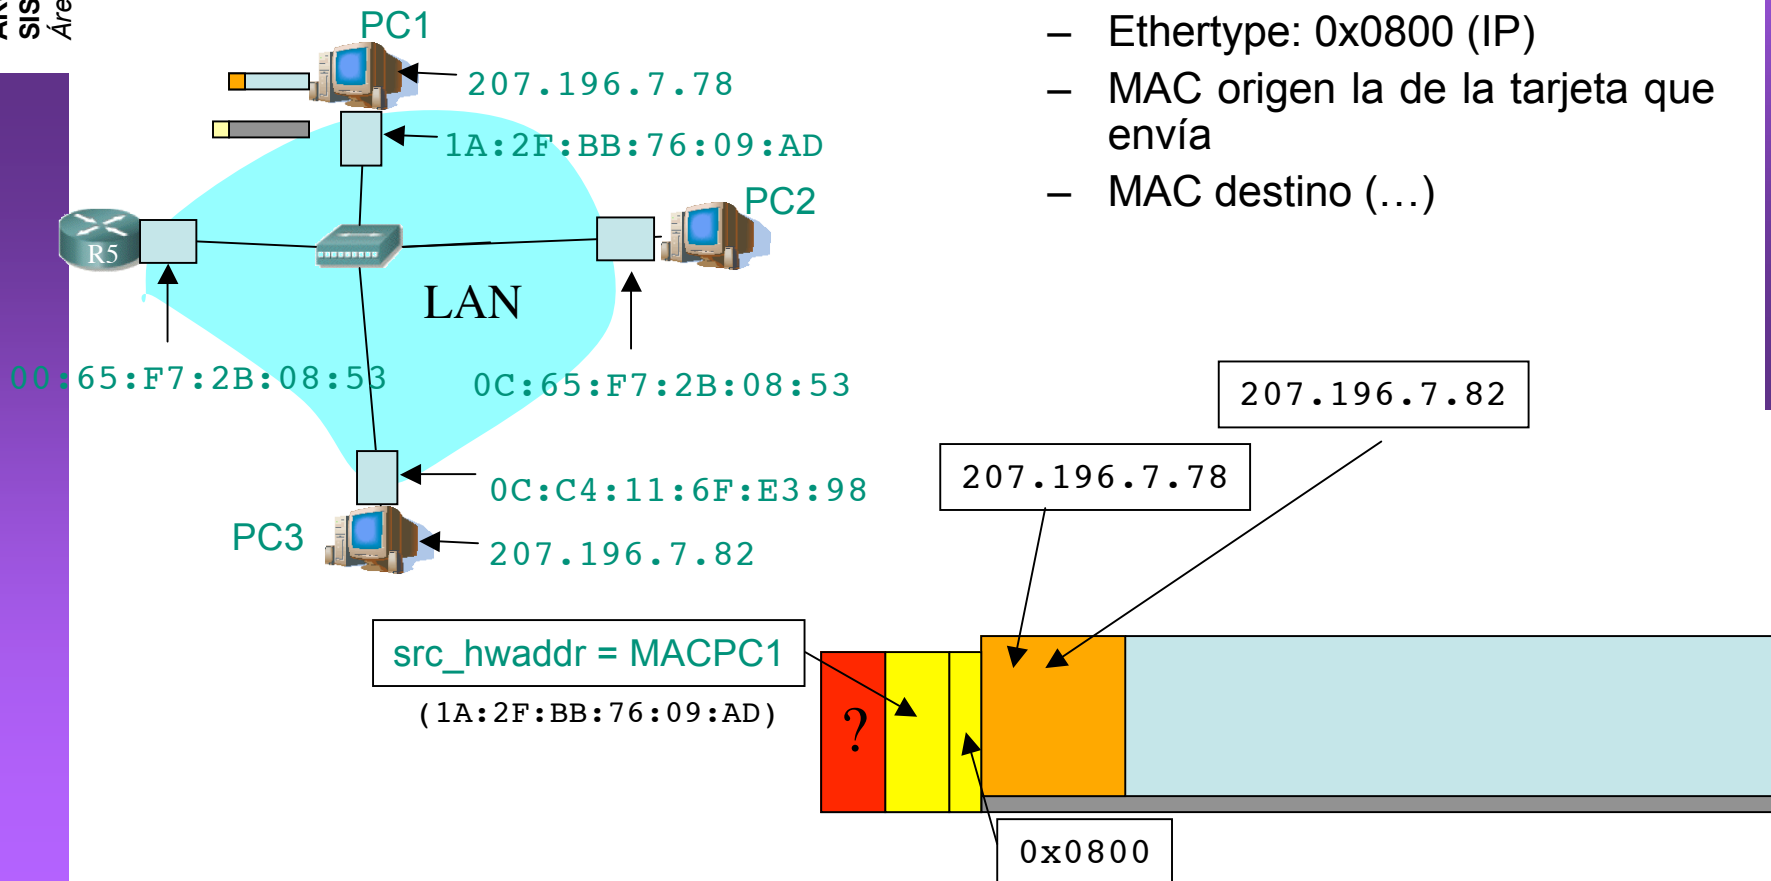 SIS
Áre
PC1
207.196.7.78
1A:2F:BB:76:09:AD
PC2
R5
LAN
00:65:F7:2B:08:53
0C:65:F7:2B:08:53
0C:C4:11:6F:E3:98
PC3
207.196.7.82
– Ethertype: 0x0800 (IP)
– MAC origen la de la tarjeta que
envía
– MAC destino (…)
207.196.7.82
207.196.7.78
src_hwaddr = MACPC1
(1A:2F:BB:76:09:AD)
?
0x0800